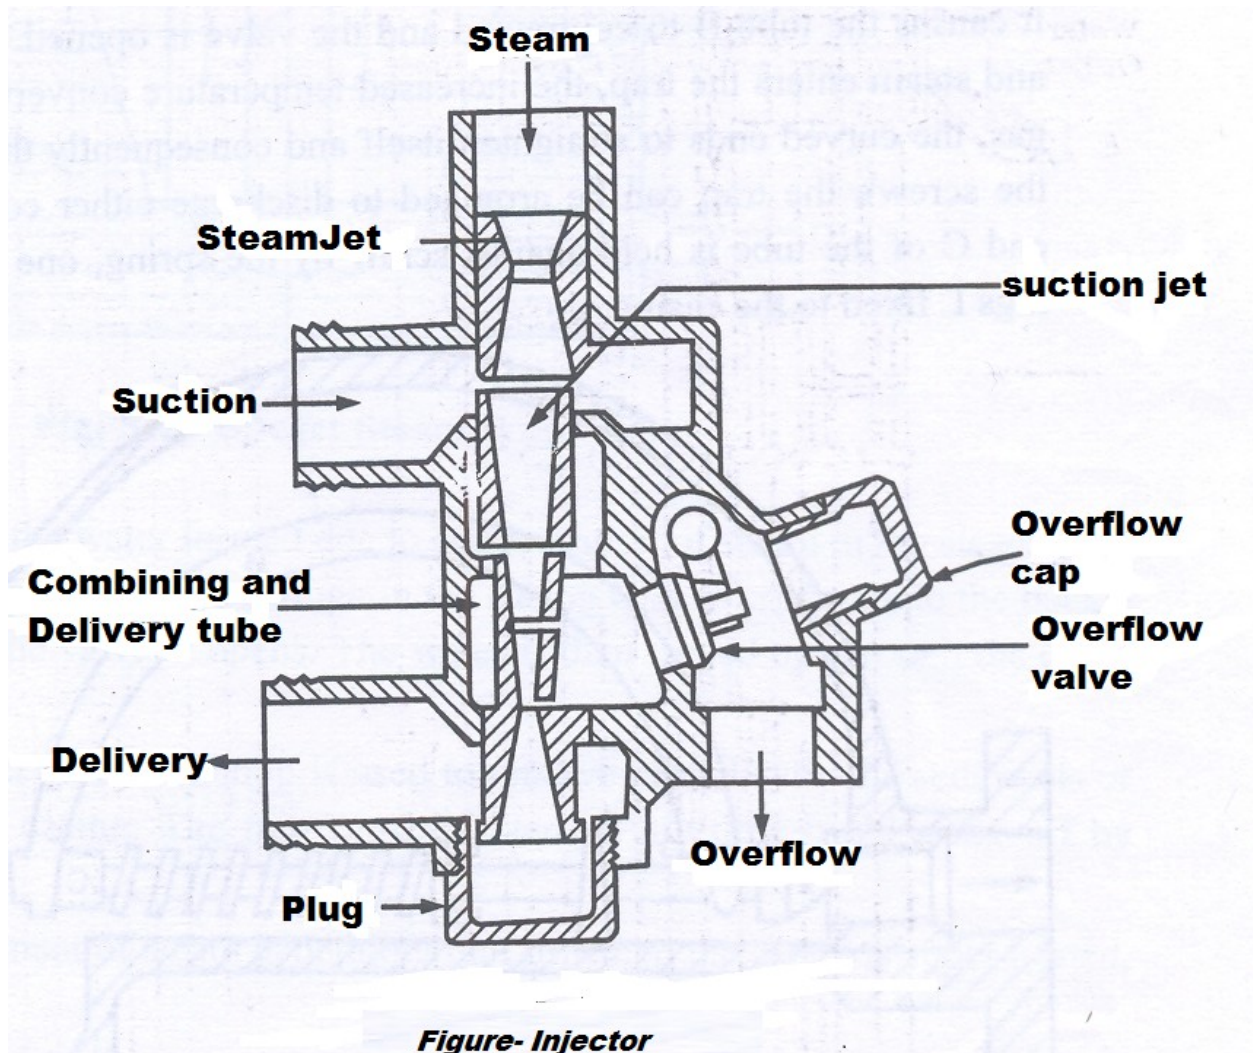 Steam
SteamJet
suction jet
Suction
Overflow
cap
Combining and
Delivery tube
Overflow
valve
Delivery
Overflow
Plug
Figure- Injector